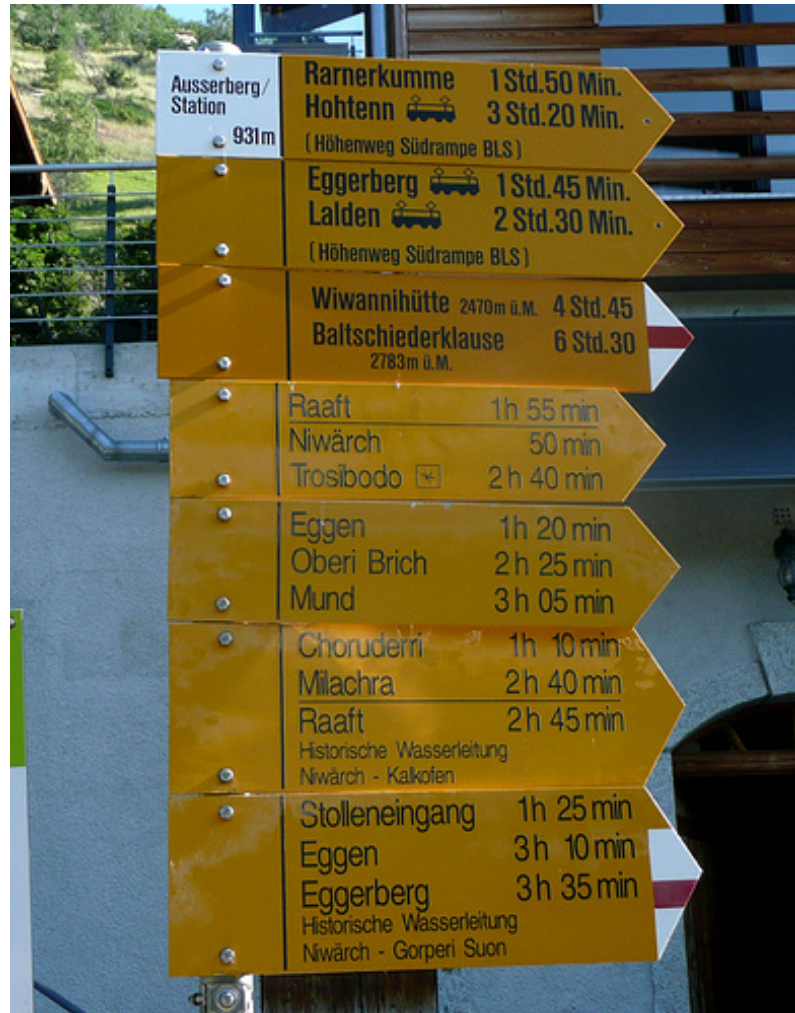 Ausserberg/
Station
931m
Rarnerkumme 1 Std. 50 Min.
Hohtenn 3 Std. 20 Min.
(Höhenweg Südrampe BLS)
Eggerberg 1 Std. 45 Min.
Lalden 2 Std. 30 Min.
(Höhenweg Südrampe BLS)
Wiwannihütte 2470m ü.M. 4 Std. 45
Baltschiederklause 6 Std. 30
2783m ü.M.
Raaft 1h 55 min
Niwärch 50 min
Trosibodo 2h 40 min
Eggen 1h 20 min
Oberi Brich 2h 25 min
Mund 3h 05 min
Choruderri 1h 10 min
Milachra 2h 40 min
Raaft 2h 45 min
Historische Wasserleitung
Niwärch - Kalkofen
Stolleneingang 1h 25 min
Eggen 3h 10 min
Eggerberg 3h 35 min
Historische Wasserleitung
Niwärch - Gorperi Suon